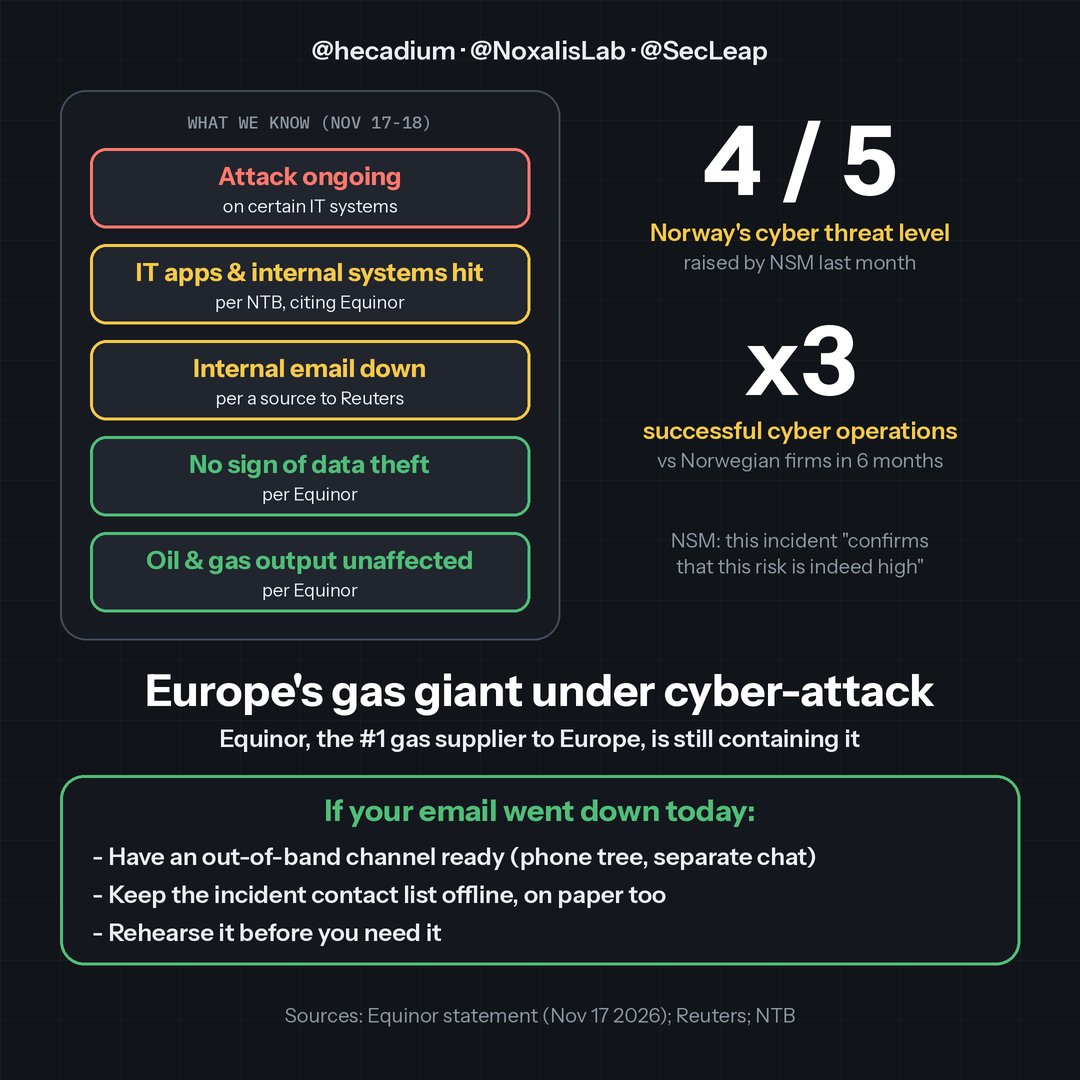 @hecadium · @NoxalisLab · @SecLeap
WHAT WE KNOW (NOV 17-18)
Attack ongoing
on certain IT systems
IT apps & internal systems hit
per NTB, citing Equinor
Internal email down
per a source to Reuters
No sign of data theft
per Equinor
Oil & gas output unaffected
per Equinor
4 / 5
Norway's cyber threat level
raised by NSM last month
x3
successful cyber operations
vs Norwegian firms in 6 months
NSM: this incident "confirms
that this risk is indeed high"
Europe's gas giant under cyber-attack
Equinor, the #1 gas supplier to Europe, is still containing it
If your email went down today:
- Have an out-of-band channel ready (phone tree, separate chat)
- Keep the incident contact list offline, on paper too
- Rehearse it before you need it
Sources: Equinor statement (Nov 17 2026); Reuters; NTB